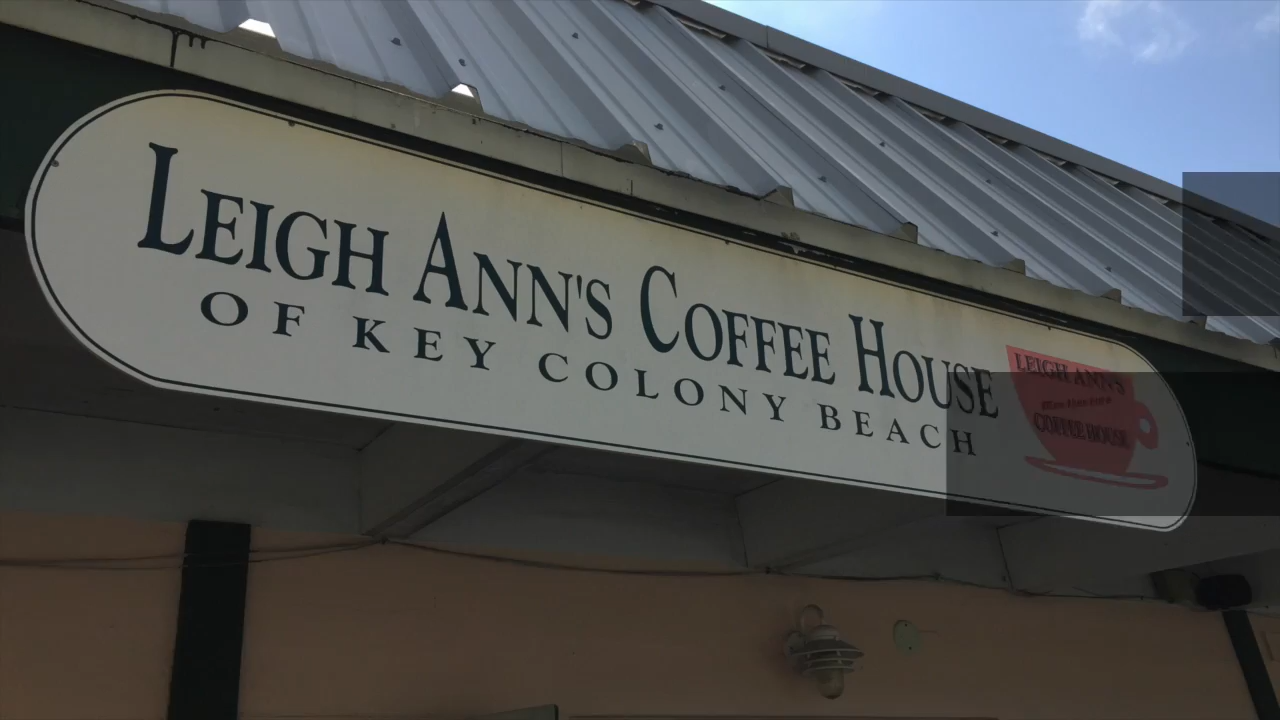 LEIGH ANN'S COFFEE HOUSE
OF KEY COLONY BEACH
LEIGH ANN'S
COFFEE HOUSE